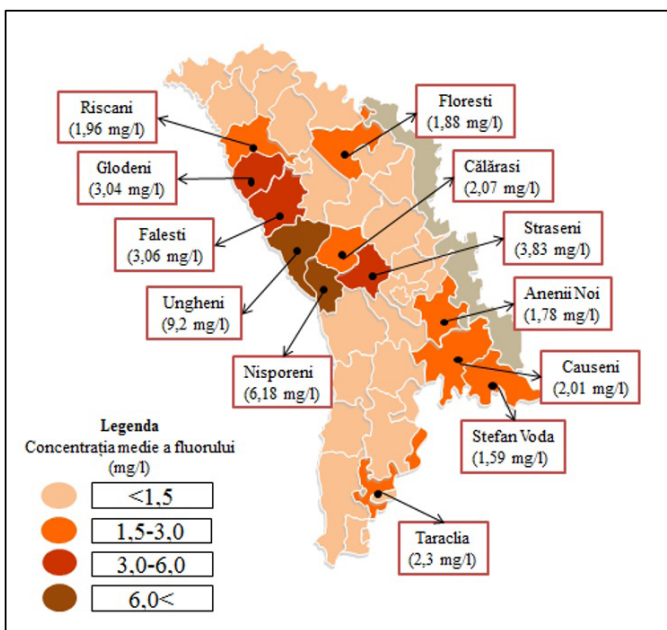 Riscani
(1,96 mg/l)
Floresti
(1,88 mg/l)
Glodeni
(3,04 mg/l)
Călărasi
(2,07 mg/l)
Falesti
(3,06 mg/l)
Straseni
(3,83 mg/l)
Ungheni
(9,2 mg/l)
Anenii Noi
(1,78 mg/l)
Nisporeni
(6,18 mg/l)
Causeni
(2,01 mg/l)
Stefan Voda
(1,59 mg/l)
Taraclia
(2,3 mg/l)
Legenda
Concentrația medie a fluorului
(mg/l)
<1,5
1,5-3,0
3,0-6,0
6,0<